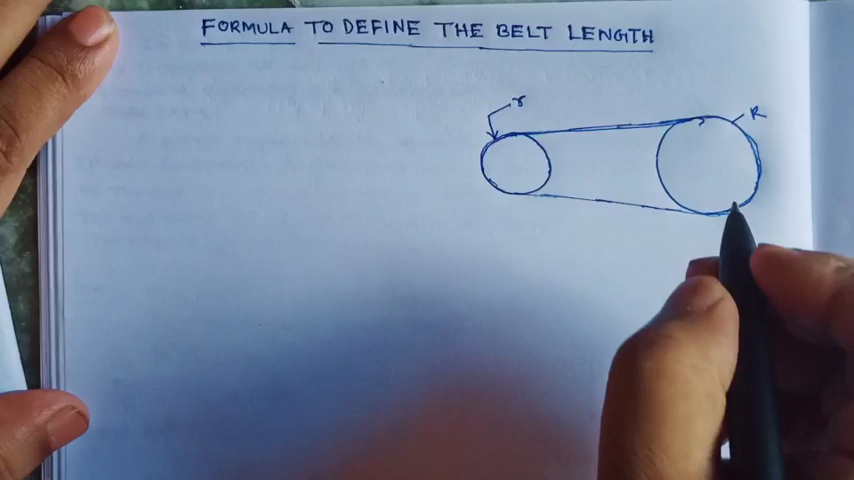 FORMULA TO DEFINE THE BELT LENGTH
r
R